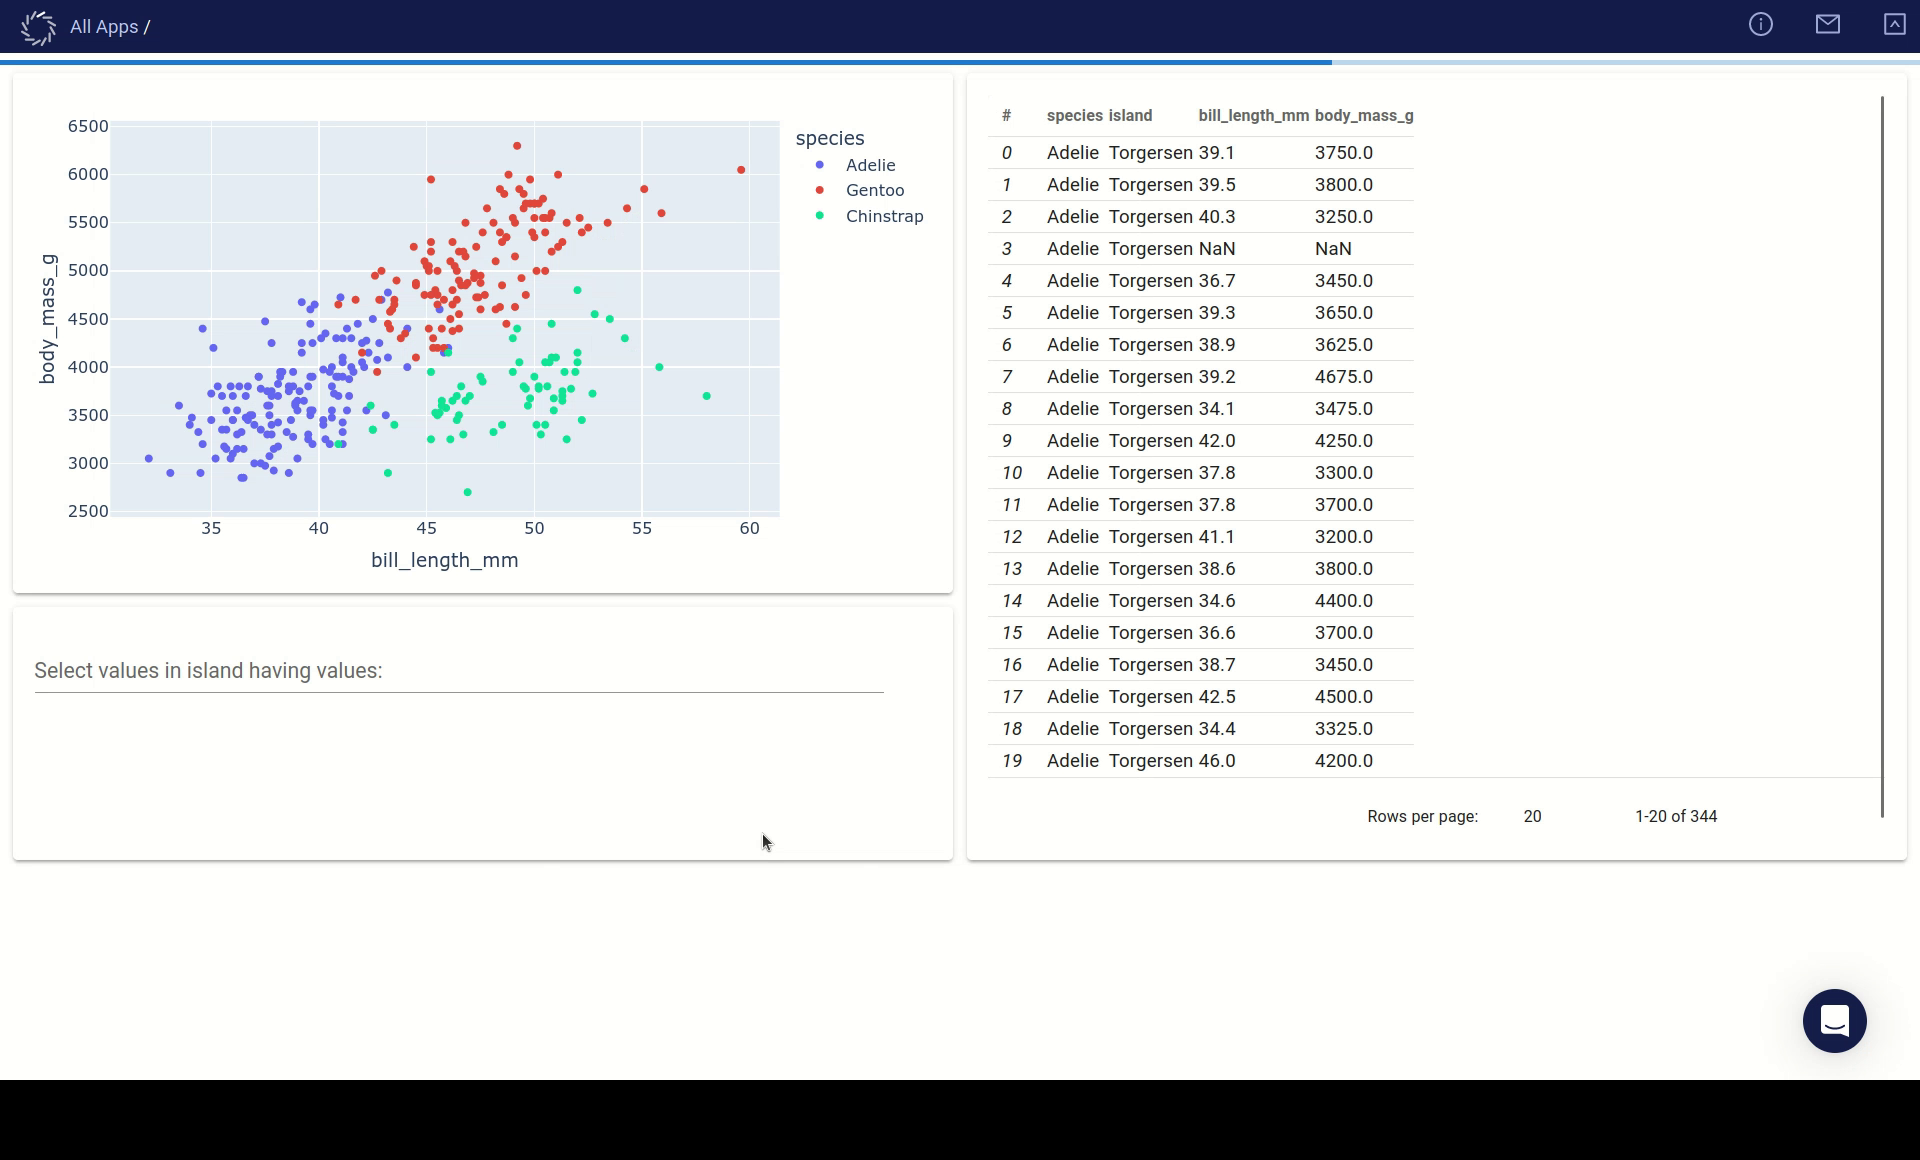 All Apps /
6500
6000
5500
5000
4500
4000
3500
3000
2500
body_mass_g
35 40 45 50 55 60
bill_length_mm
species
Adelie
Gentoo
Chinstrap
Select values in island having values:
# species island bill_length_mm body_mass_g
0 Adelie Torgersen 39.1 3750.0
1 Adelie Torgersen 39.5 3800.0
2 Adelie Torgersen 40.3 3250.0
3 Adelie Torgersen NaN NaN
4 Adelie Torgersen 36.7 3450.0
5 Adelie Torgersen 39.3 3650.0
6 Adelie Torgersen 38.9 3625.0
7 Adelie Torgersen 39.2 4675.0
8 Adelie Torgersen 34.1 3475.0
9 Adelie Torgersen 42.0 4250.0
10 Adelie Torgersen 37.8 3300.0
11 Adelie Torgersen 37.8 3700.0
12 Adelie Torgersen 41.1 3200.0
13 Adelie Torgersen 38.6 3800.0
14 Adelie Torgersen 34.6 4400.0
15 Adelie Torgersen 36.6 3700.0
16 Adelie Torgersen 38.7 3450.0
17 Adelie Torgersen 42.5 4500.0
18 Adelie Torgersen 34.4 3325.0
19 Adelie Torgersen 46.0 4200.0
Rows per page: 20 1-20 of 344